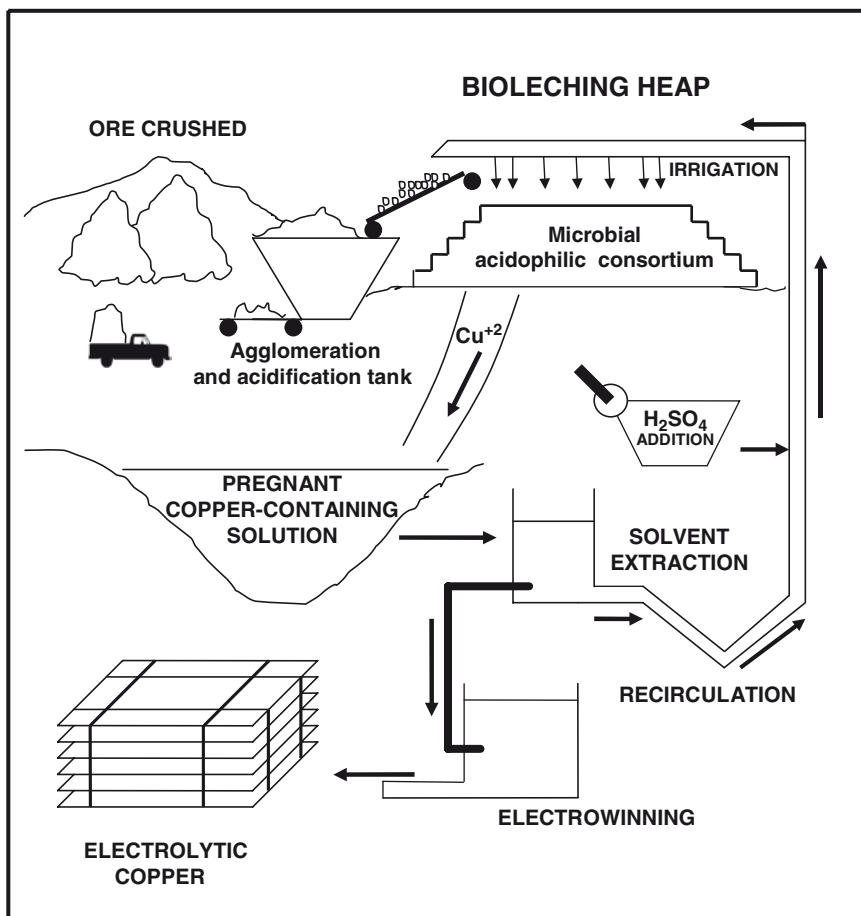 BIOLECHING HEAP
ORE CRUSHED
IRRIGATION
Microbial
acidophilic consortium
Agglomeration
and acidification tank
Cu⁺²
H₂SO₄
ADDITION
PREGNANT
COPPER-CONTAINING
SOLUTION
SOLVENT
EXTRACTION
RECIRCULATION
ELECTROWINNING
ELECTROLYTIC
COPPER